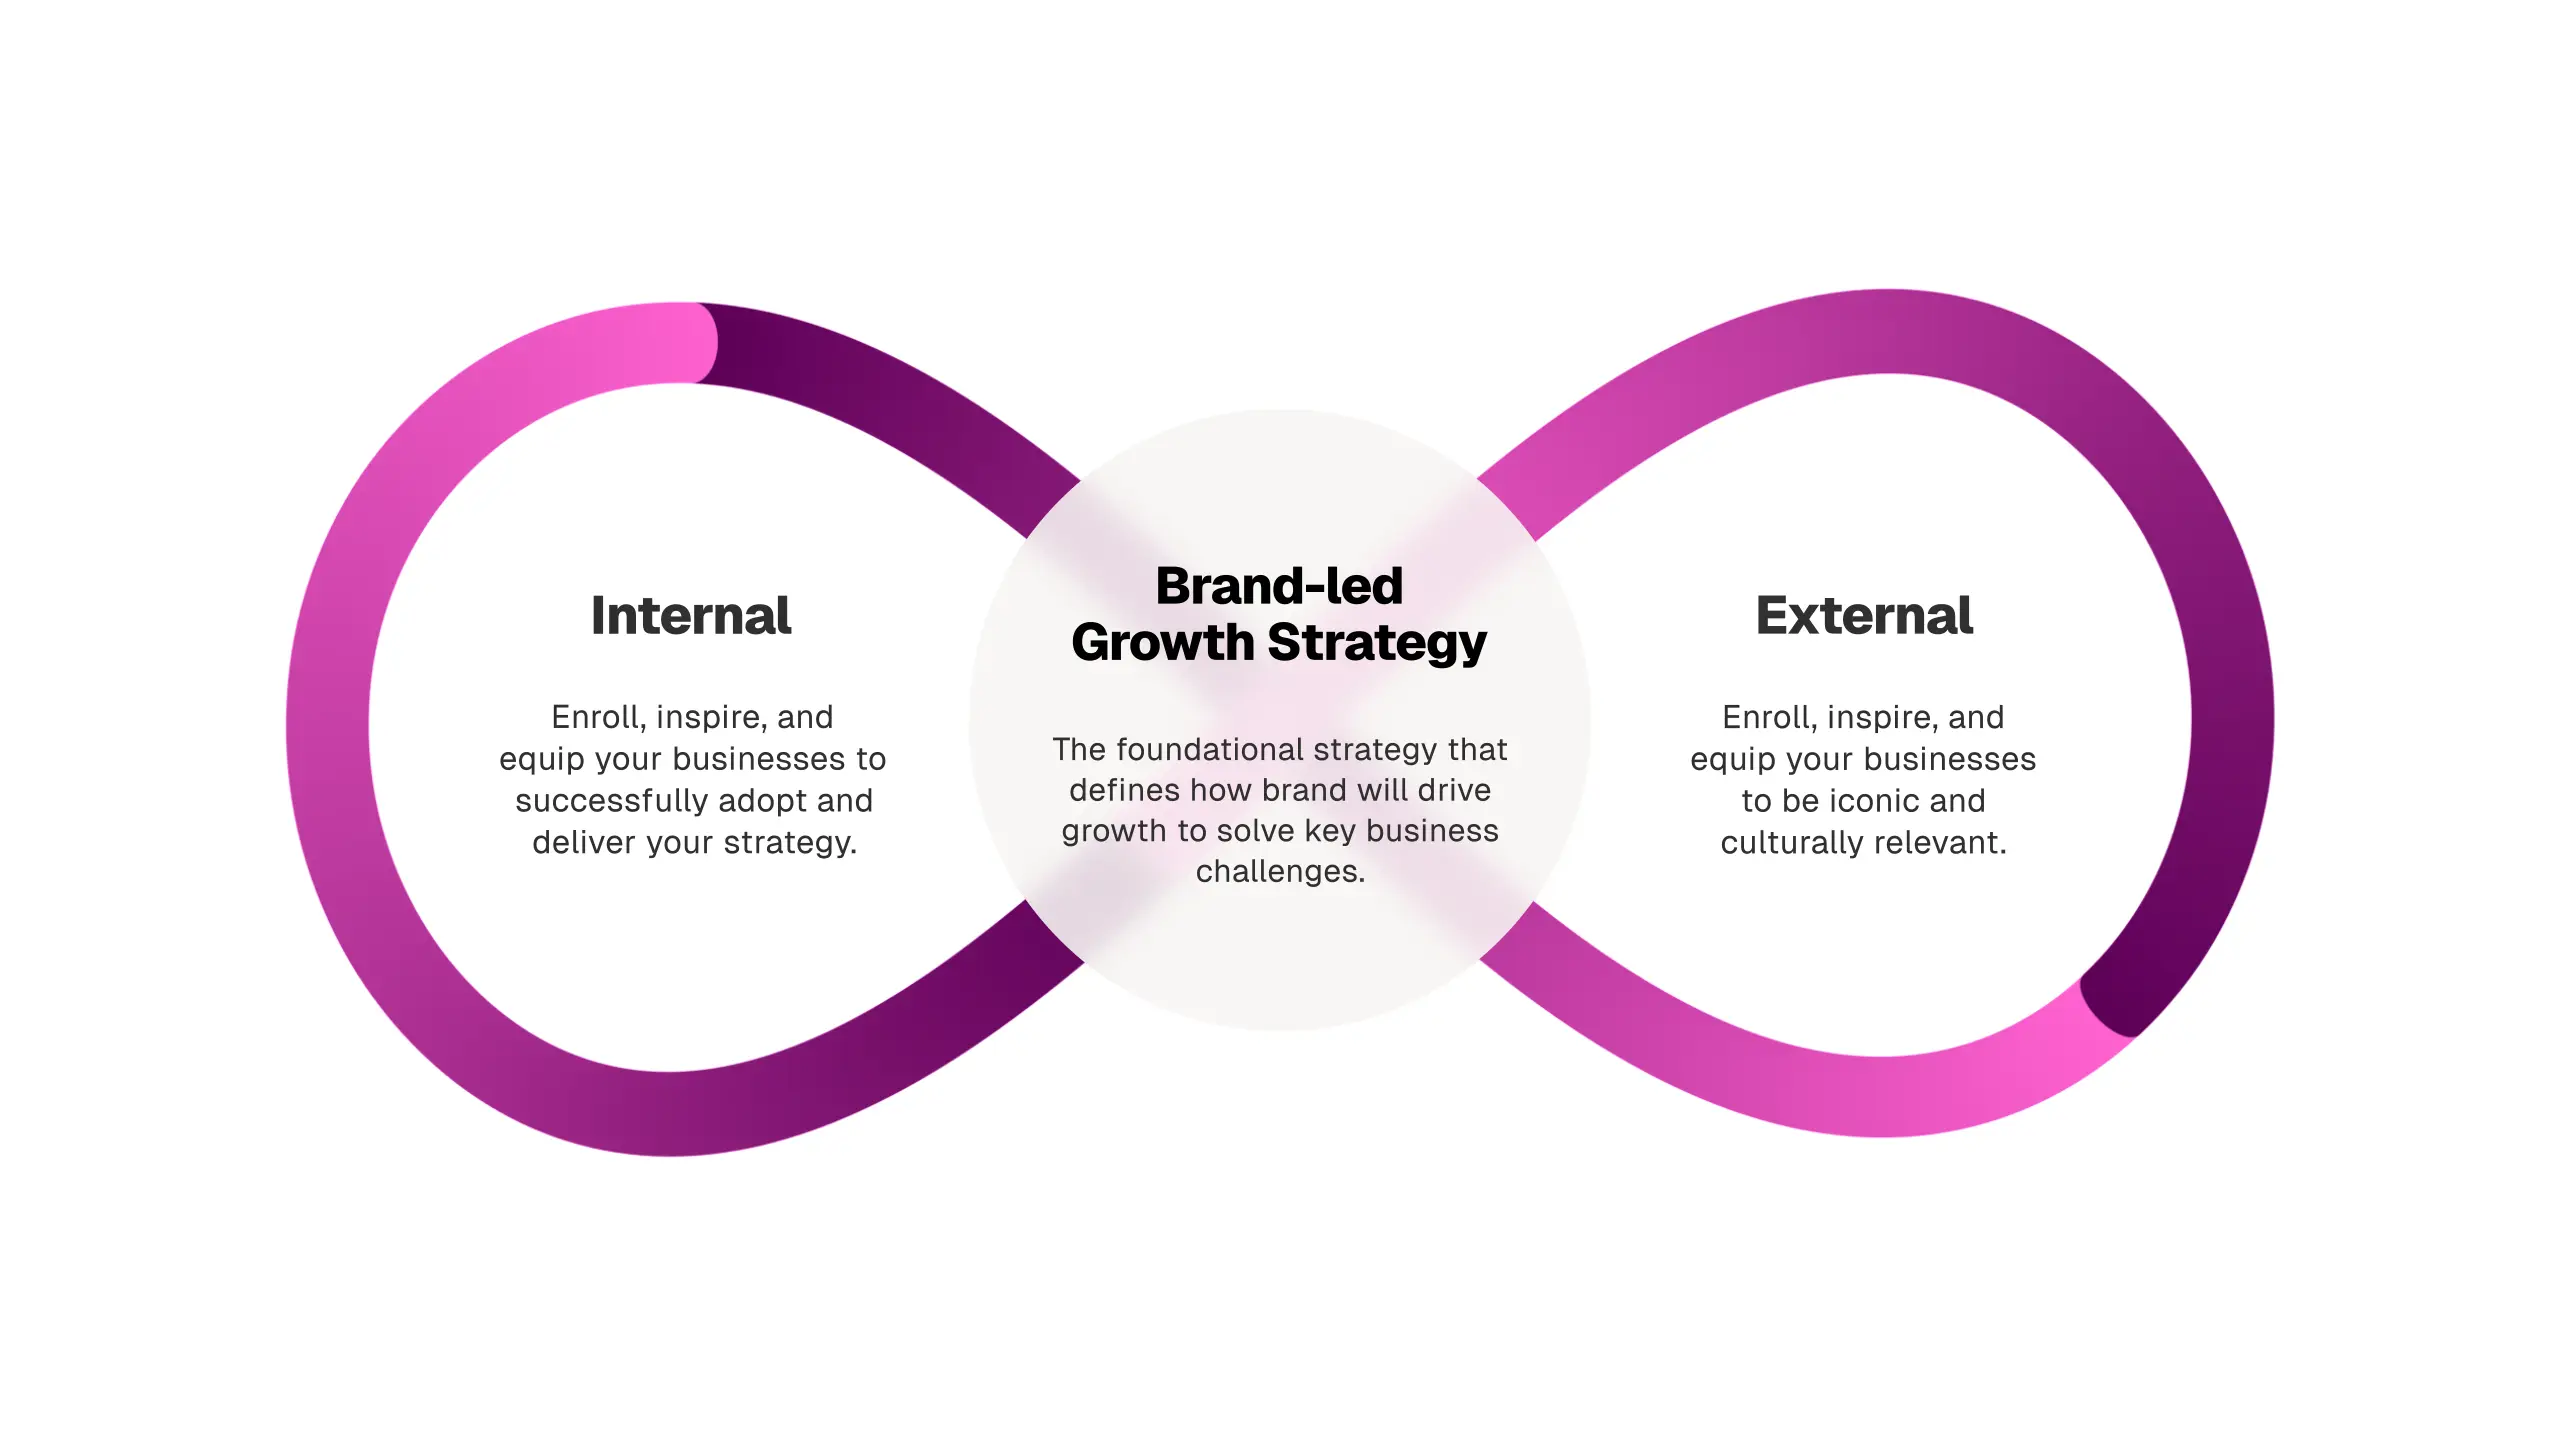 Internal
Enroll, inspire, and
equip your businesses to
successfully adopt and
deliver your strategy.
Brand-led
Growth Strategy
The foundational strategy that
defines how brand will drive
growth to solve key business
challenges.
External
Enroll, inspire, and
equip your businesses
to be iconic and
culturally relevant.